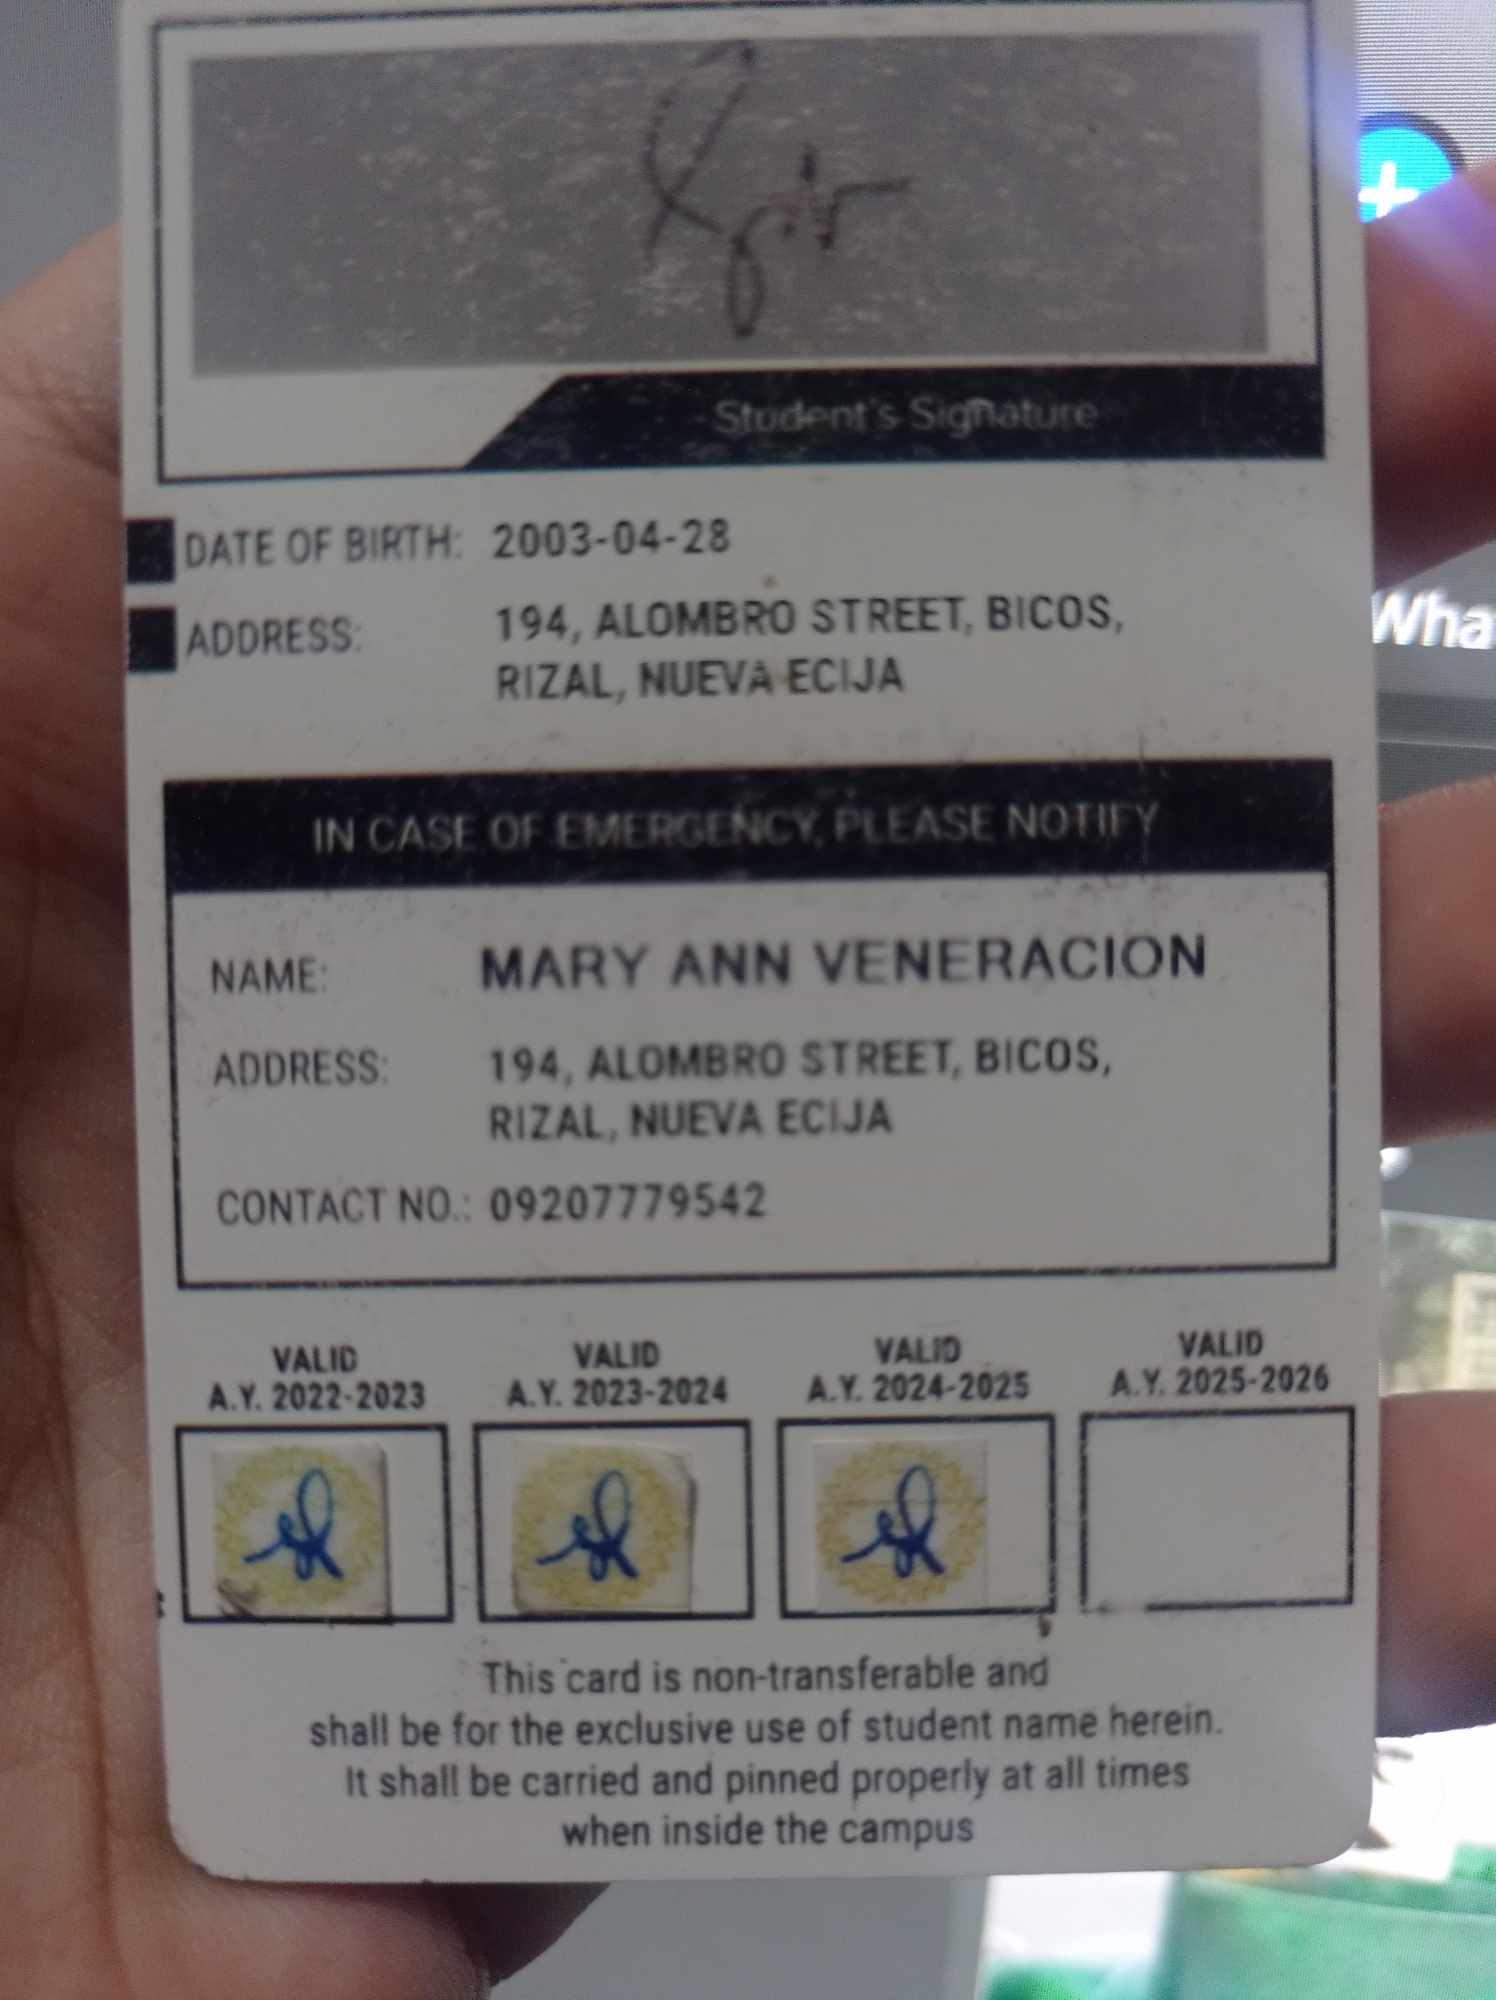 Student's Signature
DATE OF BIRTH: 2003-04-28
ADDRESS: 194, ALOMBRO STREET, BICOS,
RIZAL, NUEVA ECIJA
IN CASE OF EMERGENCY, PLEASE NOTIFY
NAME: MARY ANN VENERACION
ADDRESS: 194, ALOMBRO STREET, BICOS,
RIZAL, NUEVA ECIJA
CONTACT NO.: 09207779542
VALID VALID VALID VALID
A.Y. 2022-2023 A.Y. 2023-2024 A.Y. 2024-2025 A.Y. 2025-2026
This card is non-transferable and
shall be for the exclusive use of student name herein.
It shall be carried and pinned properly at all times
when inside the campus
Wha